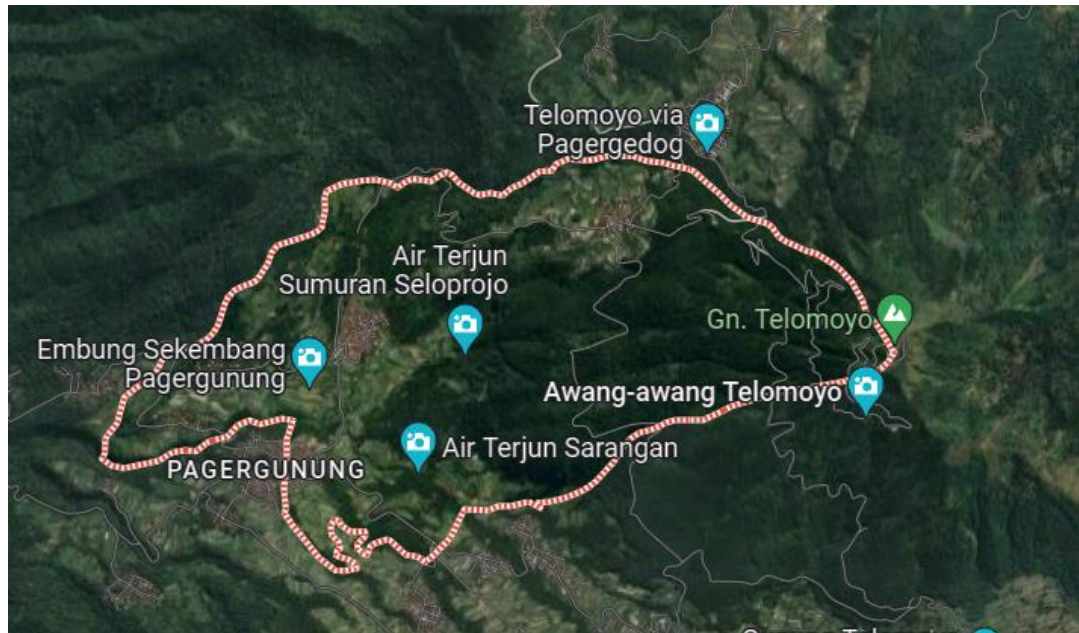 Telomoyo via
Pagergedog
Air Terjun
Sumuran Seloprojo
Gn. Telomoyo
Embung Sekembang
Pagergunung
Awang-awang Telomoyo
Air Terjun Sarangan
PAGERGUNUNG